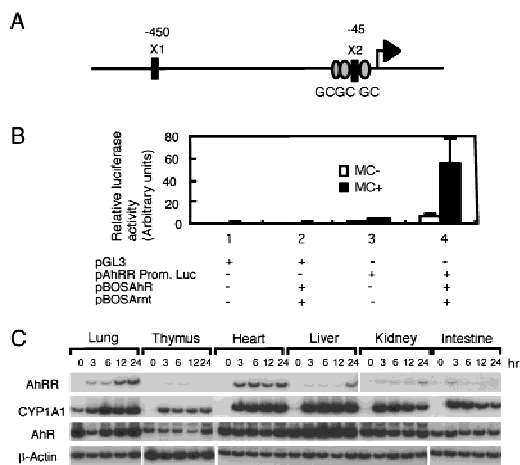 A
-450
-45
X1
X2
GCGC GC
B
Relative luciferase activity (Arbitrary units)
80
60
40
20
0
MC-
MC+
1 2 3 4
pGL3 + + - -
pAhRR Prom. Luc - - + +
pBOSAhR - + - +
pBOSArnt - + - +
C
Lung Thymus Heart Liver Kidney Intestine
0 3 6 12 24 0 3 6 12 24 0 3 6 12 24 0 3 6 12 24 0 3 6 12 24 0 3 6 12 24 hr
AhRR
CYP1A1
AhR
β-Actin